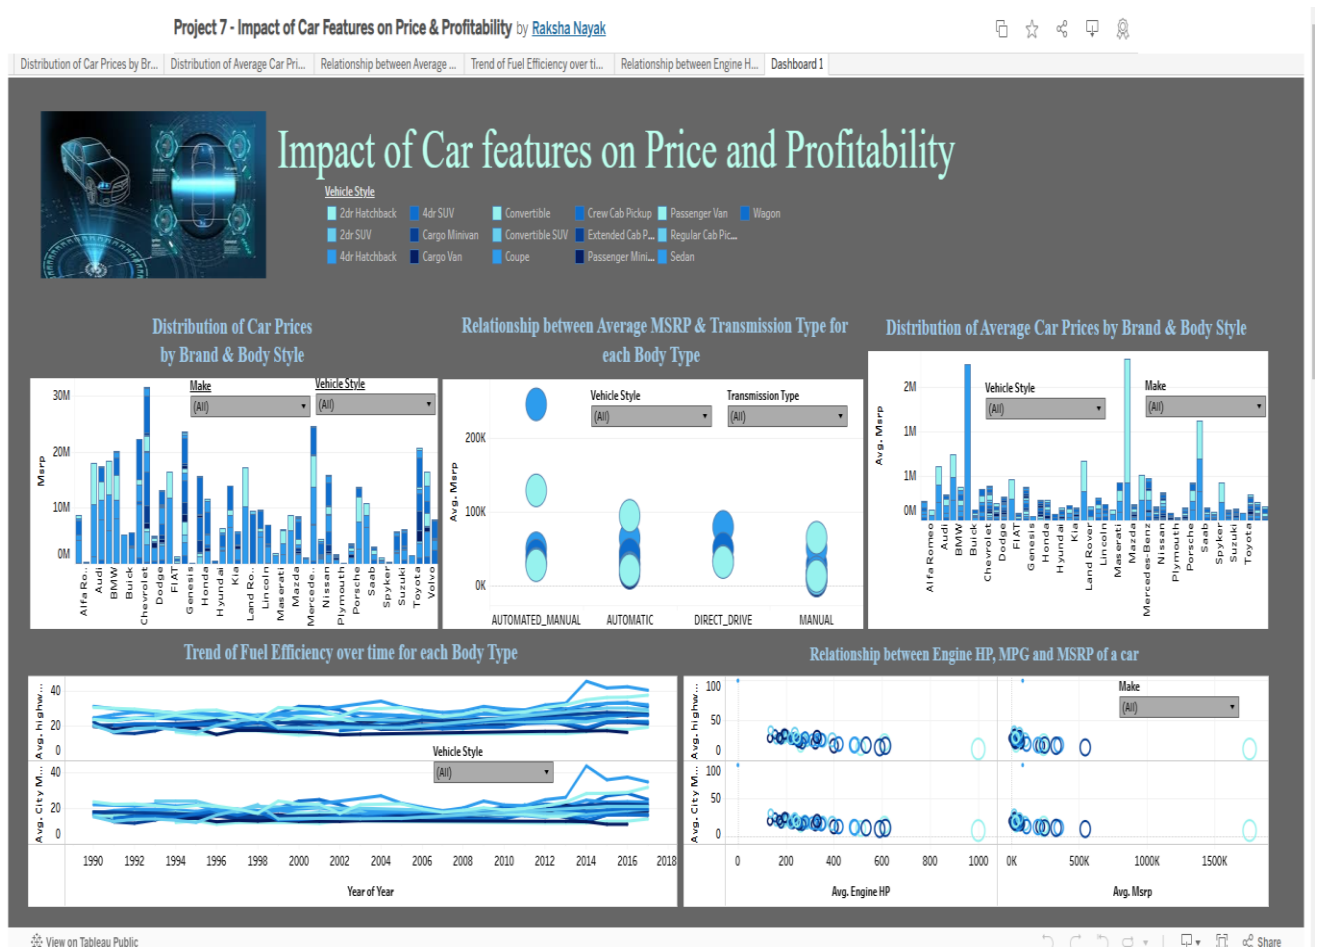 Project 7 - Impact of Car Features on Price & Profitability by Raksha Nayak
Distribution of Car Prices by Br... Distribution of Average Car Pri... Relationship between Average ... Trend of Fuel Efficiency over ti... Relationship between Engine H... Dashboard 1
Impact of Car features on Price and Profitability
Vehicle Style
2dr Hatchback 4dr SUV Convertible Crew Cab Pickup Passenger Van Wagon
2dr SUV Cargo Minivan Convertible SUV Extended Cab P... Regular Cab Pic...
4dr Hatchback Cargo Van Coupe Passenger Mini... Sedan
Distribution of Car Prices
by Brand & Body Style
Make
(All)
Vehicle Style
(All)
Msrp
30M
20M
10M
0M
Alfa Ro.. Audi BMW Buick Chevrolet Dodge FIAT Genesis Honda Hyundai Kia Land Ro.. Lincoln Maserati Mazda Mercede.. Nissan Plymouth Porsche Saab Spyker Suzuki Toyota Volvo
Relationship between Average MSRP & Transmission Type for
each Body Type
Vehicle Style
(All)
Transmission Type
(All)
Avg. Msrp
200K
100K
0K
AUTOMATED_MANUAL AUTOMATIC DIRECT_DRIVE MANUAL
Distribution of Average Car Prices by Brand & Body Style
Vehicle Style
(All)
Make
(All)
Avg. Msrp
2M
1M
1M
0M
Alfa Romeo Audi BMW Buick Chevrolet Dodge FIAT Genesis Honda Hyundai Kia Land Rover Lincoln Maserati Mazda Mercedes-Benz Nissan Plymouth Porsche Saab Spyker Suzuki Toyota
Trend of Fuel Efficiency over time for each Body Type
Avg. highw...
40
20
0
Vehicle Style
(All)
Avg. City M...
40
20
0
1990 1992 1994 1996 1998 2000 2002 2004 2006 2008 2010 2012 2014 2016 2018
Year of Year
Relationship between Engine HP, MPG and MSRP of a car
Make
(All)
Avg. highw...
100
50
0
Avg. City M...
100
50
0
0 200 400 600 800 1000 0K 500K 1000K 1500K
Avg. Engine HP Avg. Msrp
View on Tableau Public
Share